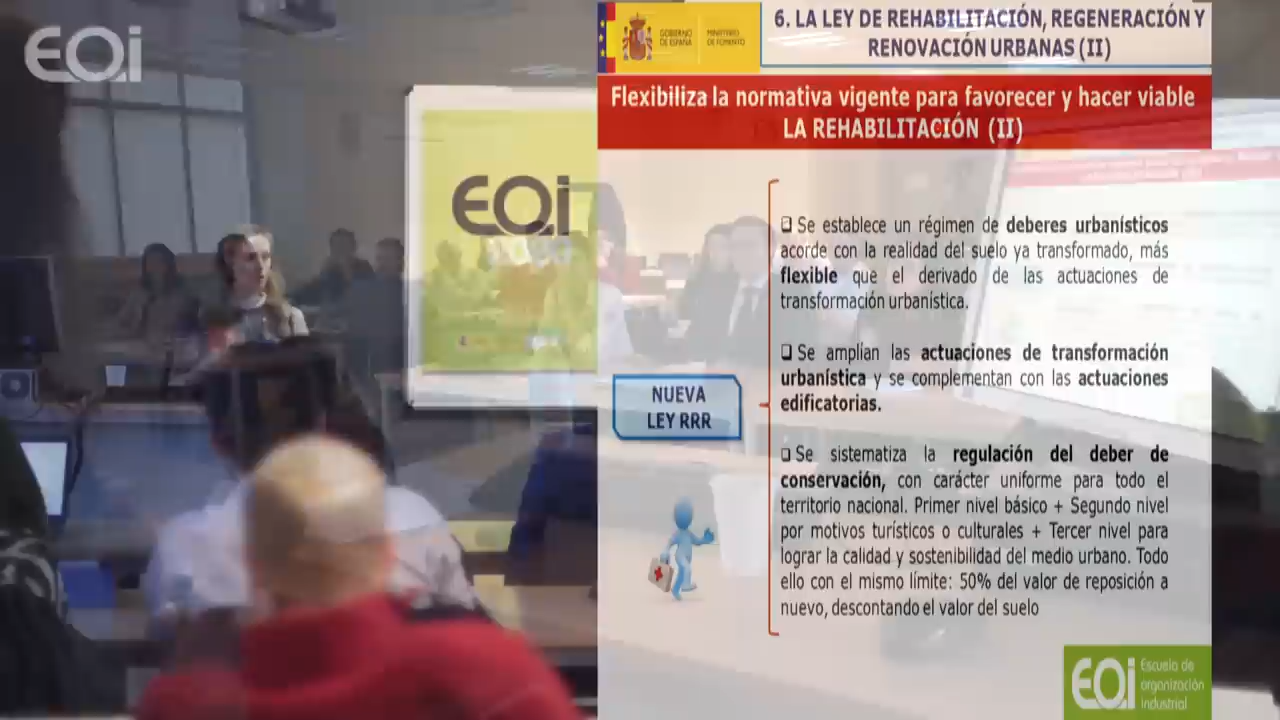 EOi
GOBIERNO DE ESPAÑA
MINISTERIO DE FOMENTO
6. LA LEY DE REHABILITACIÓN, REGENERACIÓN Y
RENOVACIÓN URBANAS (II)
Flexibiliza la normativa vigente para favorecer y hacer viable
LA REHABILITACIÓN (II)
EOi
❑ Se establece un régimen de deberes urbanísticos
acorde con la realidad del suelo ya transformado, más
flexible que el derivado de las actuaciones de
transformación urbanística.
❑ Se amplían las actuaciones de transformación
urbanística y se complementan con las actuaciones
edificatorias.
NUEVA
LEY RRR
❑ Se sistematiza la regulación del deber de
conservación, con carácter uniforme para todo el
territorio nacional. Primer nivel básico + Segundo nivel
por motivos turísticos o culturales + Tercer nivel para
lograr la calidad y sostenibilidad del medio urbano. Todo
ello con el mismo límite: 50% del valor de reposición a
nuevo, descontando el valor del suelo
EOi
Escuela de
organización
industrial